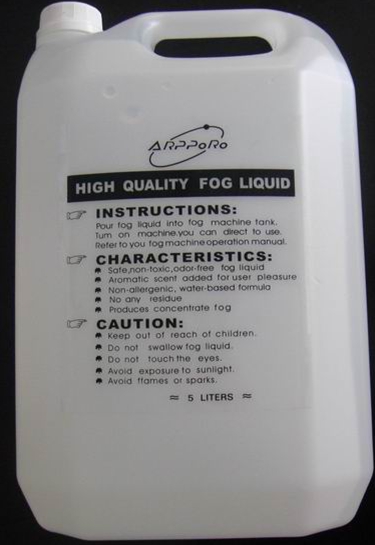 ARPPoRo
HIGH QUALITY FOG LIQUID
INSTRUCTIONS:
Pour fog liquid into fog machine tank.
Turn on machine.you can direct to use.
Refer to you fog machine operation manual.
CHARACTERISTICS:
Safe,non-toxic,odor-free fog liquid
Aromatic scent added for user pleasure
Non-allergenic, water-based formula
No any residue
Produces concentrate fog
CAUTION:
Keep out of reach of children.
Do not swallow fog liquid.
Do not touch the eyes.
Avoid exposure to sunlight.
Avoid flames or sparks.
≈ 5 LITERS ≈